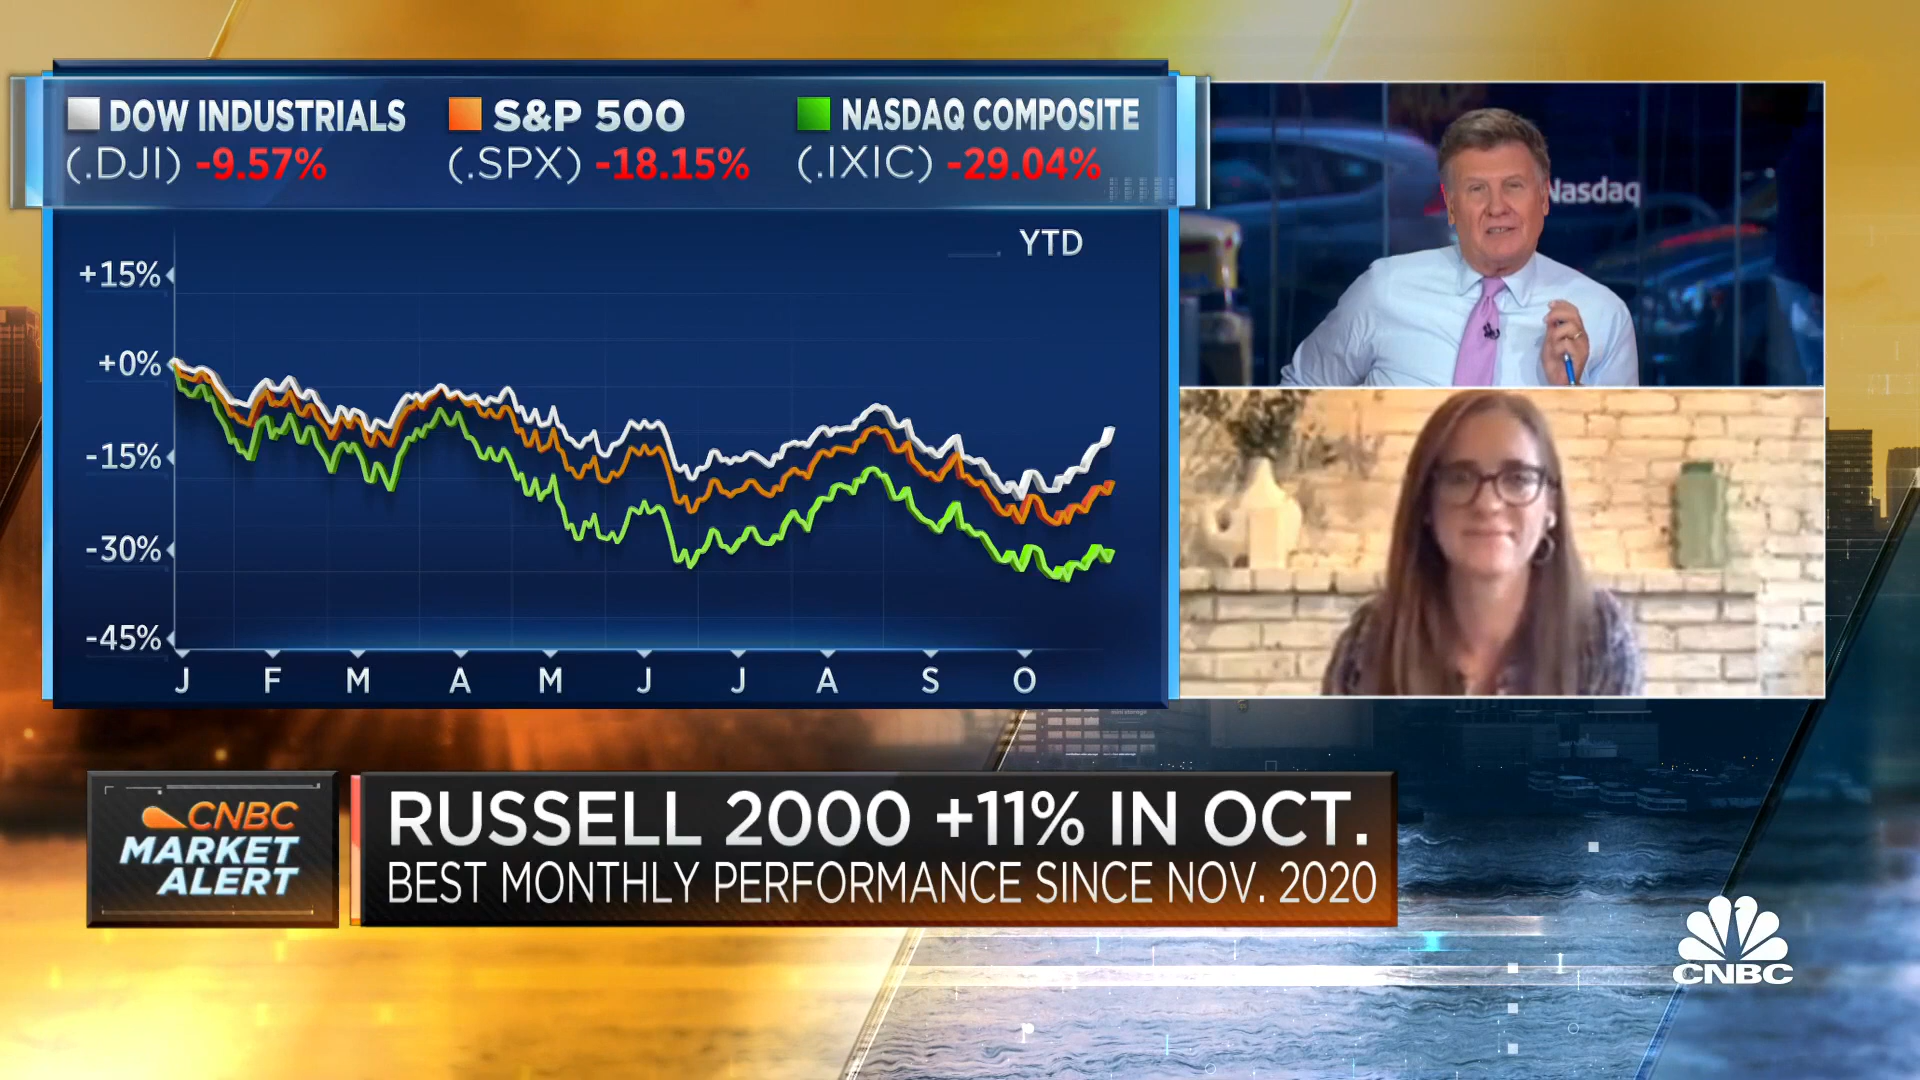 DOW INDUSTRIALS
(.DJI) -9.57%
S&P 500
(.SPX) -18.15%
NASDAQ COMPOSITE
(.IXIC) -29.04%
YTD
+15%
+0%
-15%
-30%
-45%
J F M A M J J A S O
Nasdaq
CNBC
MARKET
ALERT
RUSSELL 2000 +11% IN OCT.
BEST MONTHLY PERFORMANCE SINCE NOV. 2020
CNBC